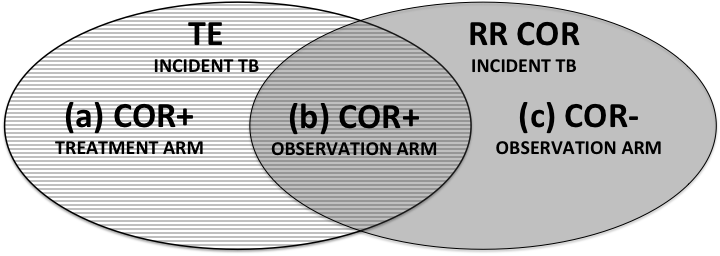 TE
INCIDENT TB
(a) COR+
TREATMENT ARM
(b) COR+
OBSERVATION ARM
RR COR
INCIDENT TB
(c) COR-
OBSERVATION ARM